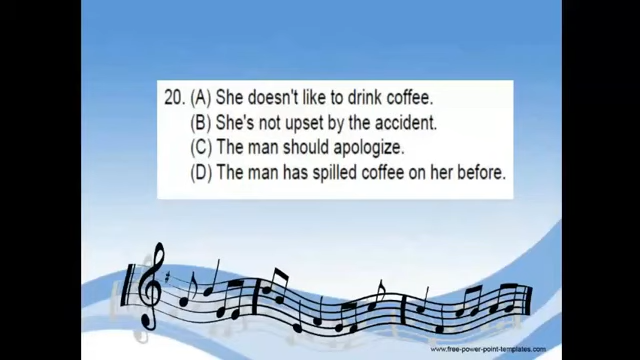 20. (A) She doesn't like to drink coffee.
(B) She's not upset by the accident.
(C) The man should apologize.
(D) The man has spilled coffee on her before.
www.free-power-point-templates.com